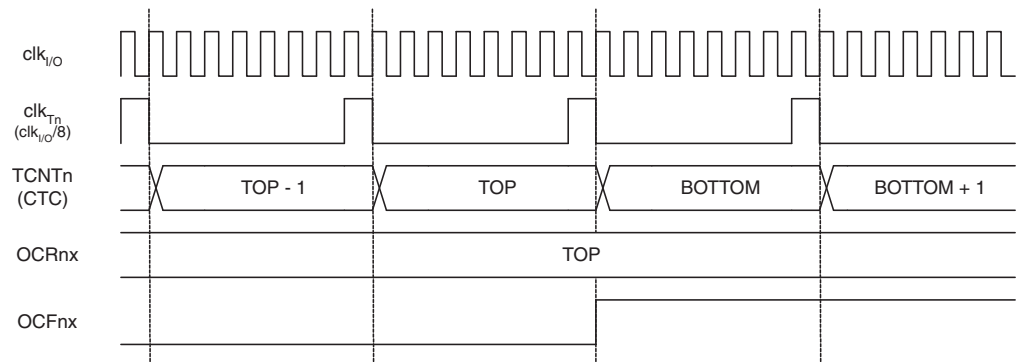 clkI/O
clkTn
(clkI/O/8)
TCNTn
(CTC)
TOP - 1
TOP
BOTTOM
BOTTOM + 1
OCRnx
TOP
OCFnx